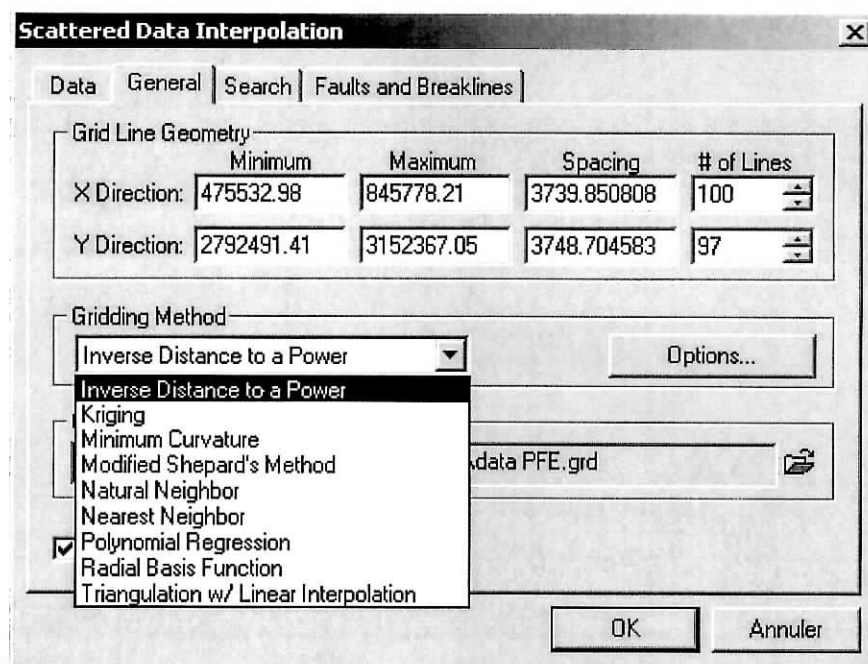 Scattered Data Interpolation
Data General Search Faults and Breaklines
Grid Line Geometry
Minimum Maximum Spacing # of Lines
X Direction: 475532.98 845778.21 3739.850808 100
Y Direction: 2792491.41 3152367.05 3748.704583 97
Gridding Method
Inverse Distance to a Power Options...
Inverse Distance to a Power
Kriging
Minimum Curvature
Modified Shepard's Method
Natural Neighbor
Nearest Neighbor
Polynomial Regression
Radial Basis Function
Triangulation w/ Linear Interpolation
\data PFE.grd
OK Annuler